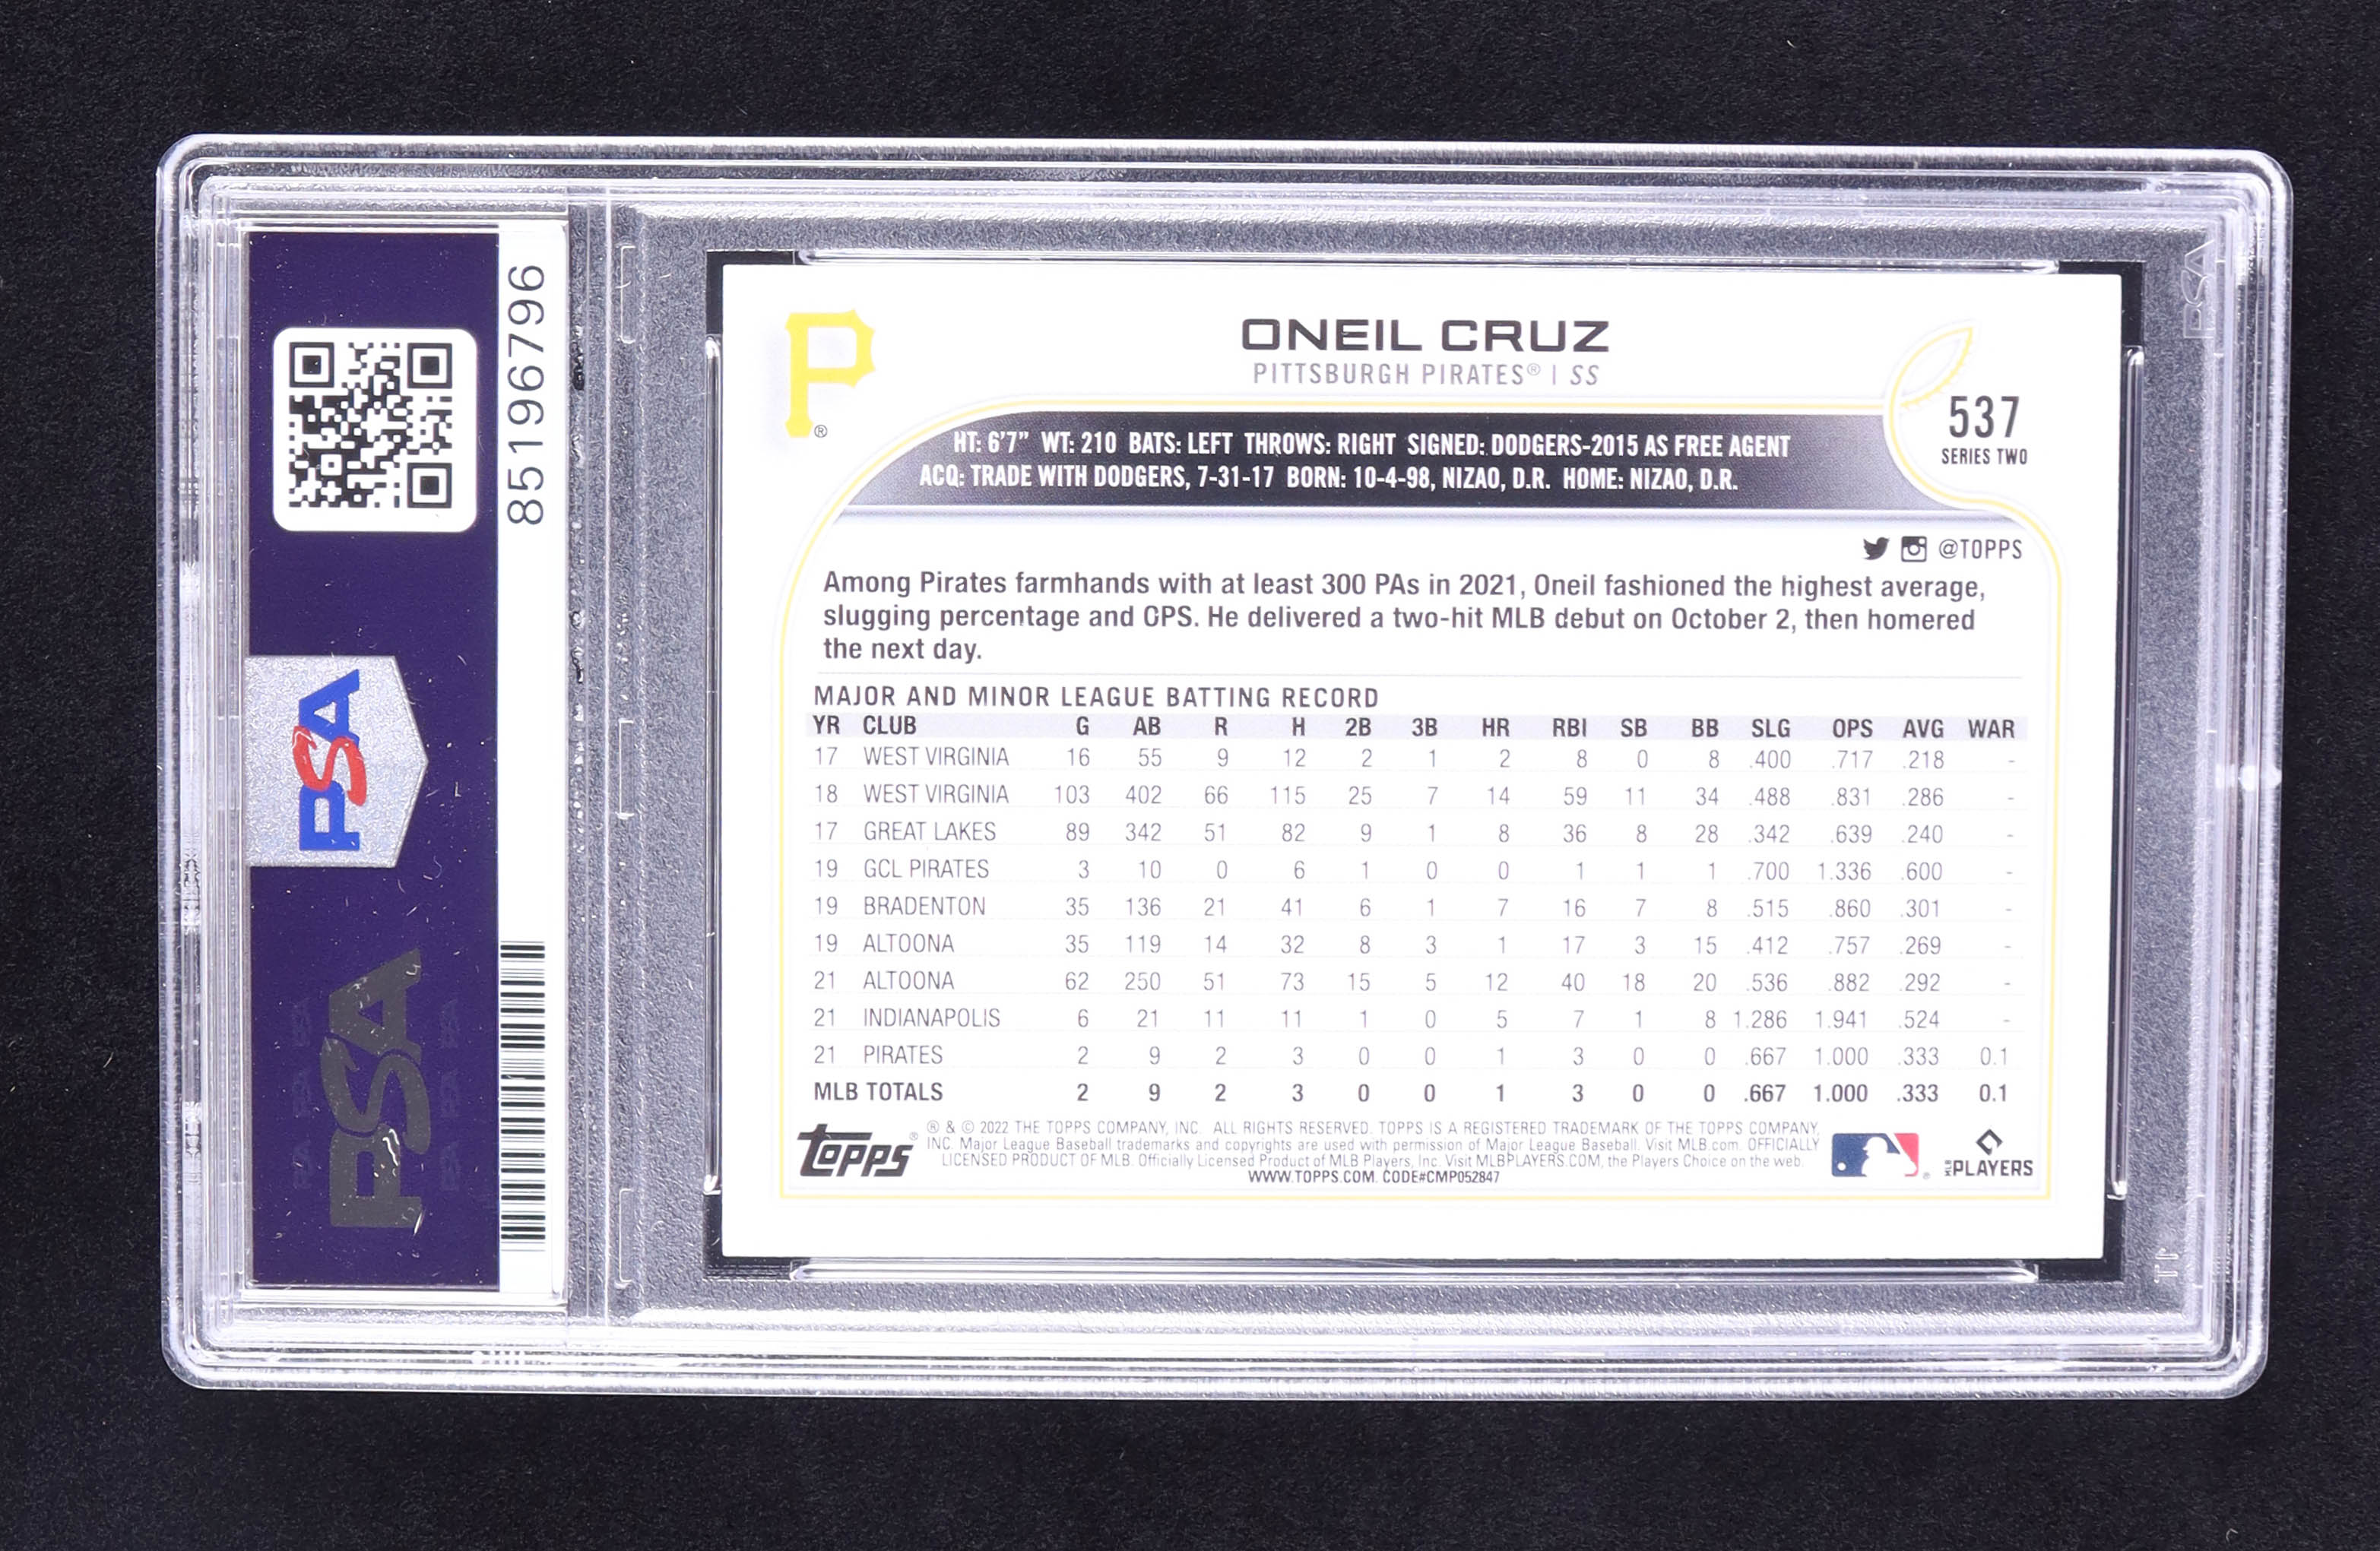 85196796
PSA
PSA
PSA
P
®
ONEIL CRUZ
PITTSBURGH PIRATES® | SS
537
SERIES TWO
HT: 6'7" WT: 210 BATS: LEFT THROWS: RIGHT SIGNED: DODGERS-2015 AS FREE AGENT
ACQ: TRADE WITH DODGERS, 7-31-17 BORN: 10-4-98, NIZAO, D.R. HOME: NIZAO, D.R.
@TOPPS
Among Pirates farmhands with at least 300 PAs in 2021, Oneil fashioned the highest average,
slugging percentage and OPS. He delivered a two-hit MLB debut on October 2, then homered
the next day.
MAJOR AND MINOR LEAGUE BATTING RECORD
YR CLUB G AB R H 2B 3B HR RBI SB BB SLG OPS AVG WAR
17 WEST VIRGINIA 16 55 9 12 2 1 2 8 0 8 .400 .717 .218 -
18 WEST VIRGINIA 103 402 66 115 25 7 14 59 11 34 .488 .831 .286 -
17 GREAT LAKES 89 342 51 82 9 1 8 36 8 28 .342 .639 .240 -
19 GCL PIRATES 3 10 0 6 1 0 0 1 1 1 .700 1.336 .600 -
19 BRADENTON 35 136 21 41 6 1 7 16 7 8 .515 .860 .301 -
19 ALTOONA 35 119 14 32 8 3 1 17 3 15 .412 .757 .269 -
21 ALTOONA 62 250 51 73 15 5 12 40 18 20 .536 .882 .292 -
21 INDIANAPOLIS 6 21 11 11 1 0 5 7 1 8 1.286 1.941 .524 -
21 PIRATES 2 9 2 3 0 0 1 3 0 0 .667 1.000 .333 0.1
MLB TOTALS 2 9 2 3 0 0 1 3 0 0 .667 1.000 .333 0.1
topps®
® & © 2022 THE TOPPS COMPANY, INC. ALL RIGHTS RESERVED. TOPPS IS A REGISTERED TRADEMARK OF THE TOPPS COMPANY,
INC. Major League Baseball trademarks and copyrights are used with permission of Major League Baseball. Visit MLB.com. OFFICIALLY
LICENSED PRODUCT OF MLB. Officially Licensed Product of MLB Players, Inc. Visit MLBPLAYERS.COM, the Players Choice on the web.
WWW.TOPPS.COM. CODE#CMP052847
MLB PLAYERS